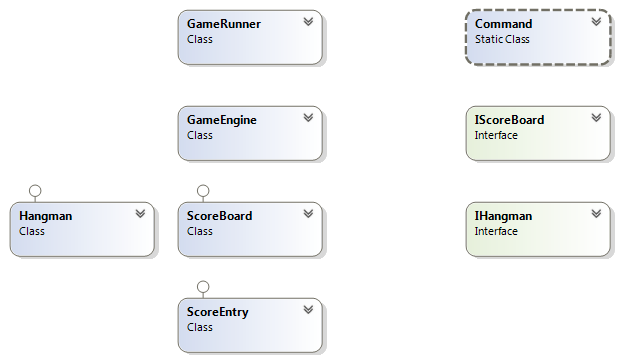 GameRunner
Class
Command
Static Class
GameEngine
Class
IScoreBoard
Interface
Hangman
Class
ScoreBoard
Class
IHangman
Interface
ScoreEntry
Class